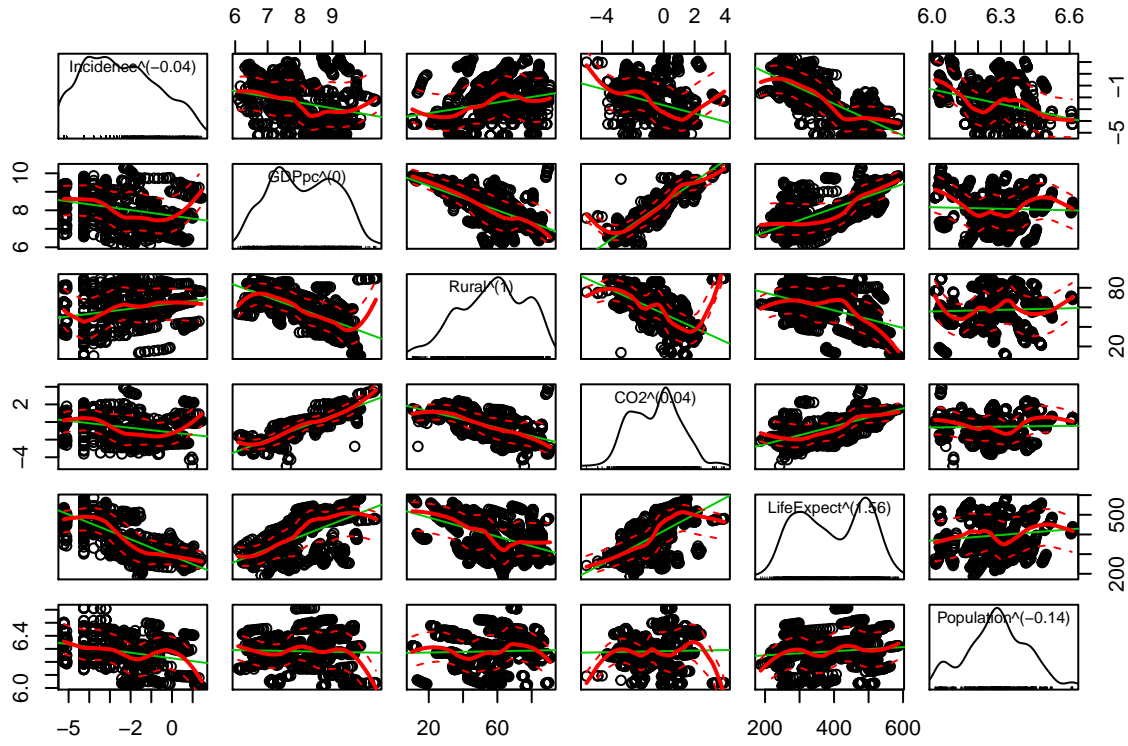 6 7 8 9
−4 0 2 4
6.0 6.3 6.6
Incidence^(−0.04)
−5 −1
GDPpc^(0)
6 8 10
Rural^(1)
20 80
CO2^(0.04)
−4 2
LifeExpect^(1.56)
200 500
Population^(−0.14)
6.0 6.4
−5 −2 0
20 60
200 400 600